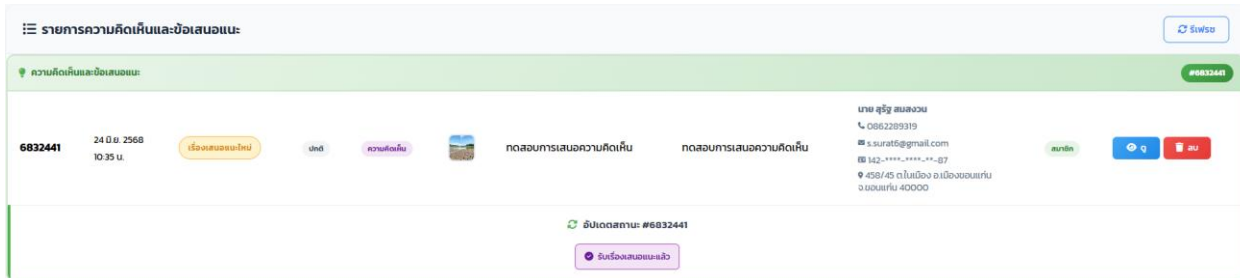 รายการความคิดเห็นและข้อเสนอแนะ
รีเฟรช
ความคิดเห็นและข้อเสนอแนะ
#6832441
6832441
24 มิ.ย. 2568
10:35 น.
เรื่องเสนอแนะใหม่
ปกติ
ความคิดเห็น
ทดสอบการเสนอความคิดเห็น
ทดสอบการเสนอความคิดเห็น
นาย สุรัฐ สมสงวน
0862289319
s.surat6@gmail.com
142-****-****-**-87
458/45 ต.ในเมือง อ.เมืองขอนแก่น
จ.ขอนแก่น 40000
สมาชิก
ดู
ลบ
อัปเดตสถานะ #6832441
รับเรื่องเสนอแนะแล้ว